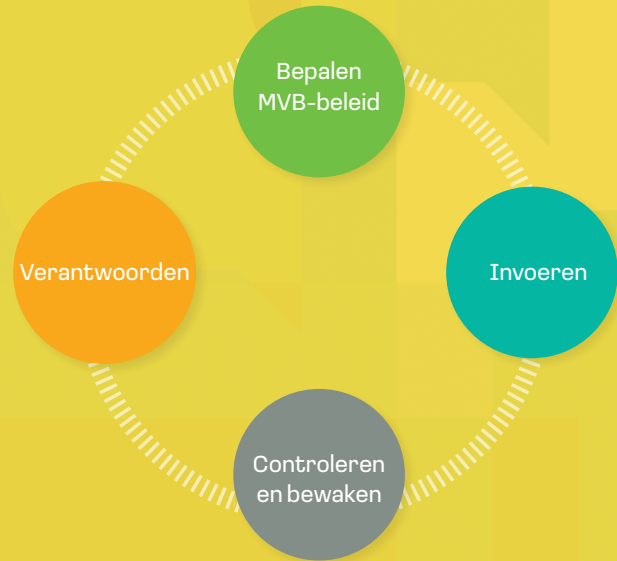 Bepalen
MVB-beleid
Verantwoorden
Invoeren
Controleren
en bewaken